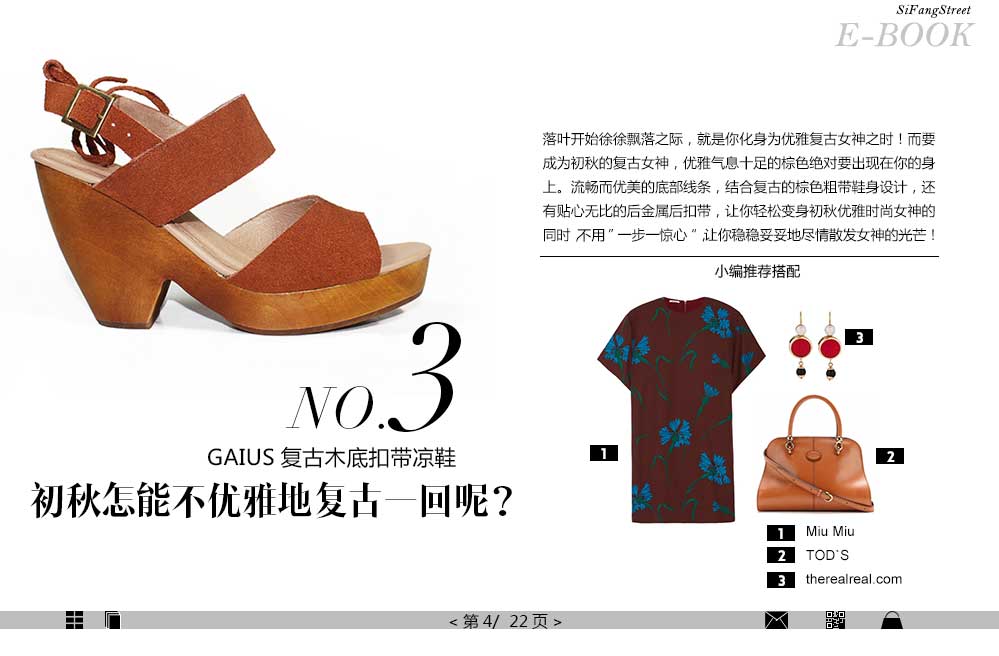 SiFangStreet
E-BOOK
落叶开始徐徐飘落之际，就是你化身为优雅复古女神之时！而要
成为初秋的复古女神，优雅气息十足的棕色绝对要出现在你的身
上。流畅而优美的底部线条，结合复古的棕色粗带鞋身设计，还
有贴心无比的后金属后扣带，让你轻松变身初秋优雅时尚女神的
同时，不用”一步一惊心“，让你稳稳妥妥地尽情散发女神的光芒！
小编推荐搭配
3
1
2
NO.3
GAIUS 复古木底扣带凉鞋
初秋怎能不优雅地复古一回呢？
1 Miu Miu
2 TOD`S
3 therealreal.com
< 第 4/ 22 页 >